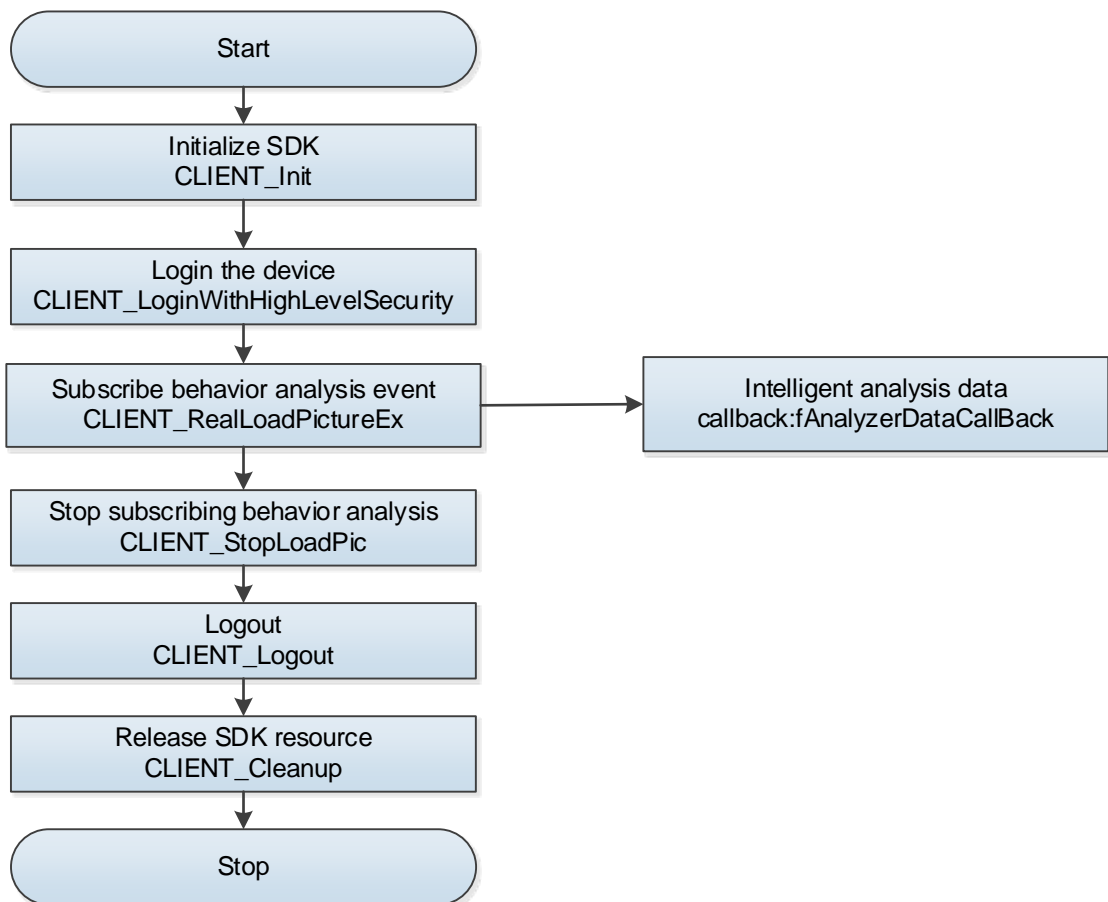 Start
Initialize SDK
CLIENT_Init
Login the device
CLIENT_LoginWithHighLevelSecurity
Subscribe behavior analysis event
CLIENT_RealLoadPictureEx
Intelligent analysis data
callback:fAnalyzerDataCallBack
Stop subscribing behavior analysis
CLIENT_StopLoadPic
Logout
CLIENT_Logout
Release SDK resource
CLIENT_Cleanup
Stop